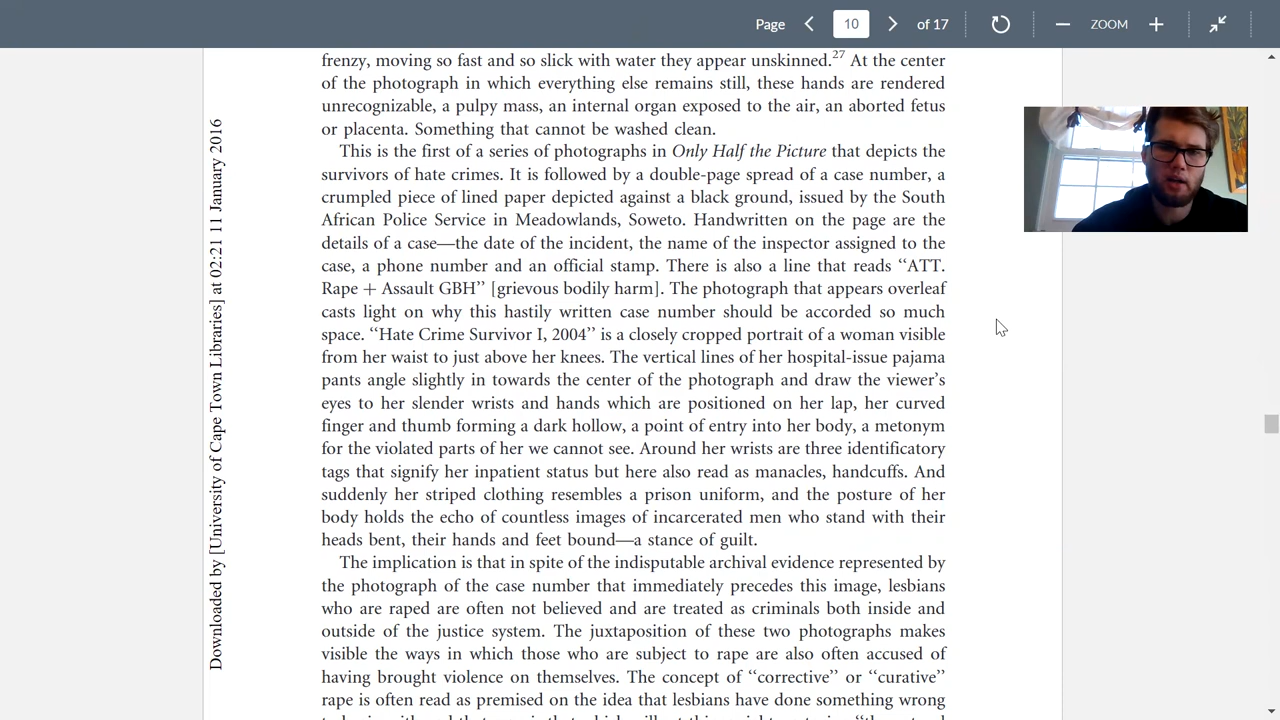 Page 10 of 17 ZOOM
frenzy, moving so fast and so slick with water they appear unskinned.27 At the center
of the photograph in which everything else remains still, these hands are rendered
unrecognizable, a pulpy mass, an internal organ exposed to the air, an aborted fetus
or placenta. Something that cannot be washed clean.
This is the first of a series of photographs in Only Half the Picture that depicts the
survivors of hate crimes. It is followed by a double-page spread of a case number, a
crumpled piece of lined paper depicted against a black ground, issued by the South
African Police Service in Meadowlands, Soweto. Handwritten on the page are the
details of a case—the date of the incident, the name of the inspector assigned to the
case, a phone number and an official stamp. There is also a line that reads ‘‘ATT.
Rape + Assault GBH’’ [grievous bodily harm]. The photograph that appears overleaf
casts light on why this hastily written case number should be accorded so much
space. ‘‘Hate Crime Survivor I, 2004’’ is a closely cropped portrait of a woman visible
from her waist to just above her knees. The vertical lines of her hospital-issue pajama
pants angle slightly in towards the center of the photograph and draw the viewer’s
eyes to her slender wrists and hands which are positioned on her lap, her curved
finger and thumb forming a dark hollow, a point of entry into her body, a metonym
for the violated parts of her we cannot see. Around her wrists are three identificatory
tags that signify her inpatient status but here also read as manacles, handcuffs. And
suddenly her striped clothing resembles a prison uniform, and the posture of her
body holds the echo of countless images of incarcerated men who stand with their
heads bent, their hands and feet bound—a stance of guilt.
The implication is that in spite of the indisputable archival evidence represented by
the photograph of the case number that immediately precedes this image, lesbians
who are raped are often not believed and are treated as criminals both inside and
outside of the justice system. The juxtaposition of these two photographs makes
visible the ways in which those who are subject to rape are also often accused of
having brought violence on themselves. The concept of ‘‘corrective’’ or ‘‘curative’’
rape is often read as premised on the idea that lesbians have done something wrong
Downloaded by [University of Cape Town Libraries] at 02:21 11 January 2016